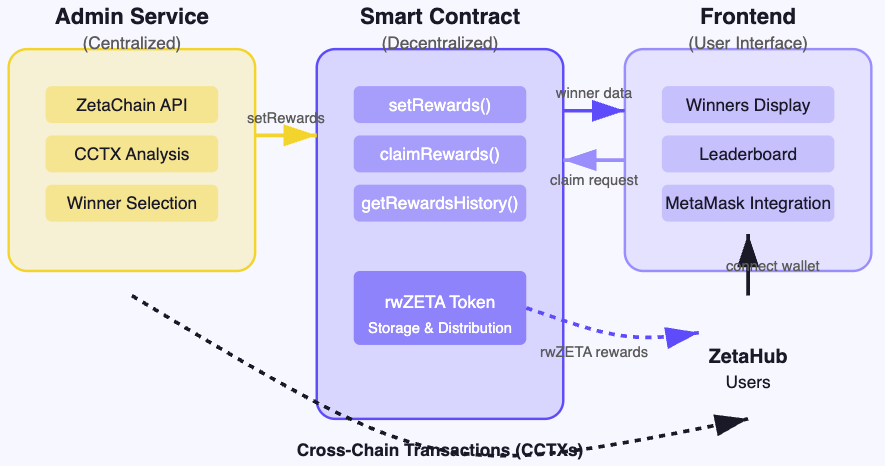 Admin Service
(Centralized)
ZetaChain API
CCTX Analysis
Winner Selection
setRewards
Smart Contract
(Decentralized)
setRewards()
claimRewards()
getRewardsHistory()
rwZETA Token
Storage & Distribution
winner data
claim request
Frontend
(User Interface)
Winners Display
Leaderboard
MetaMask Integration
connect wallet
rwZETA rewards
ZetaHub
Users
Cross-Chain Transactions (CCTXs)